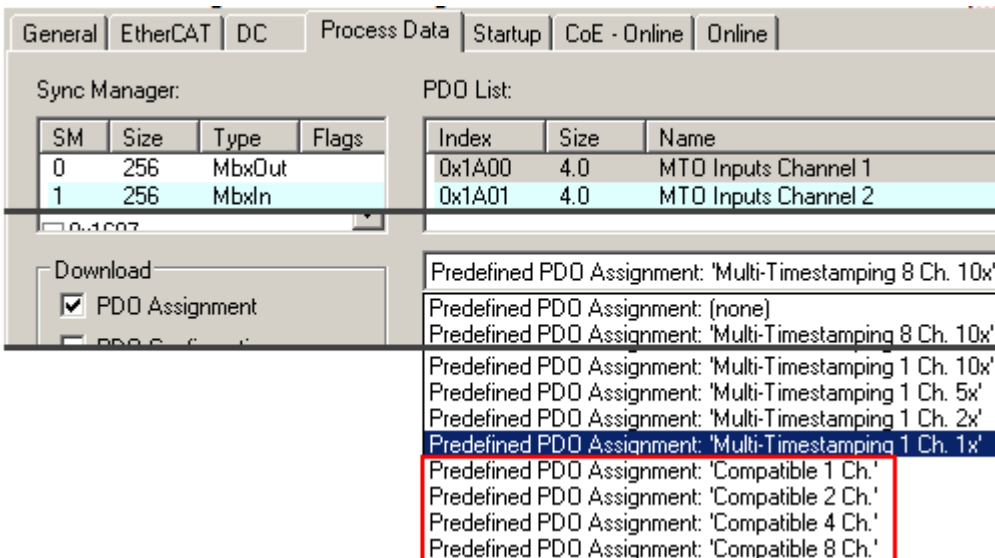 General EtherCAT DC Process Data Startup CoE - Online Online
Sync Manager: PDO List:
SM Size Type Flags Index Size Name
0 256 MbxOut 0x1A00 4.0 MTO Inputs Channel 1
1 256 MbxIn 0x1A01 4.0 MTO Inputs Channel 2
Download
Predefined PDO Assignment: 'Multi-Timestamping 8 Ch. 10x'
PDO Assignment
Predefined PDO Assignment: (none)
Predefined PDO Assignment: 'Multi-Timestamping 8 Ch. 10x'
Predefined PDO Assignment: 'Multi-Timestamping 1 Ch. 10x'
Predefined PDO Assignment: 'Multi-Timestamping 1 Ch. 5x'
Predefined PDO Assignment: 'Multi-Timestamping 1 Ch. 2x'
Predefined PDO Assignment: 'Multi-Timestamping 1 Ch. 1x'
Predefined PDO Assignment: 'Compatible 1 Ch.'
Predefined PDO Assignment: 'Compatible 2 Ch.'
Predefined PDO Assignment: 'Compatible 4 Ch.'
Predefined PDO Assignment: 'Compatible 8 Ch.'